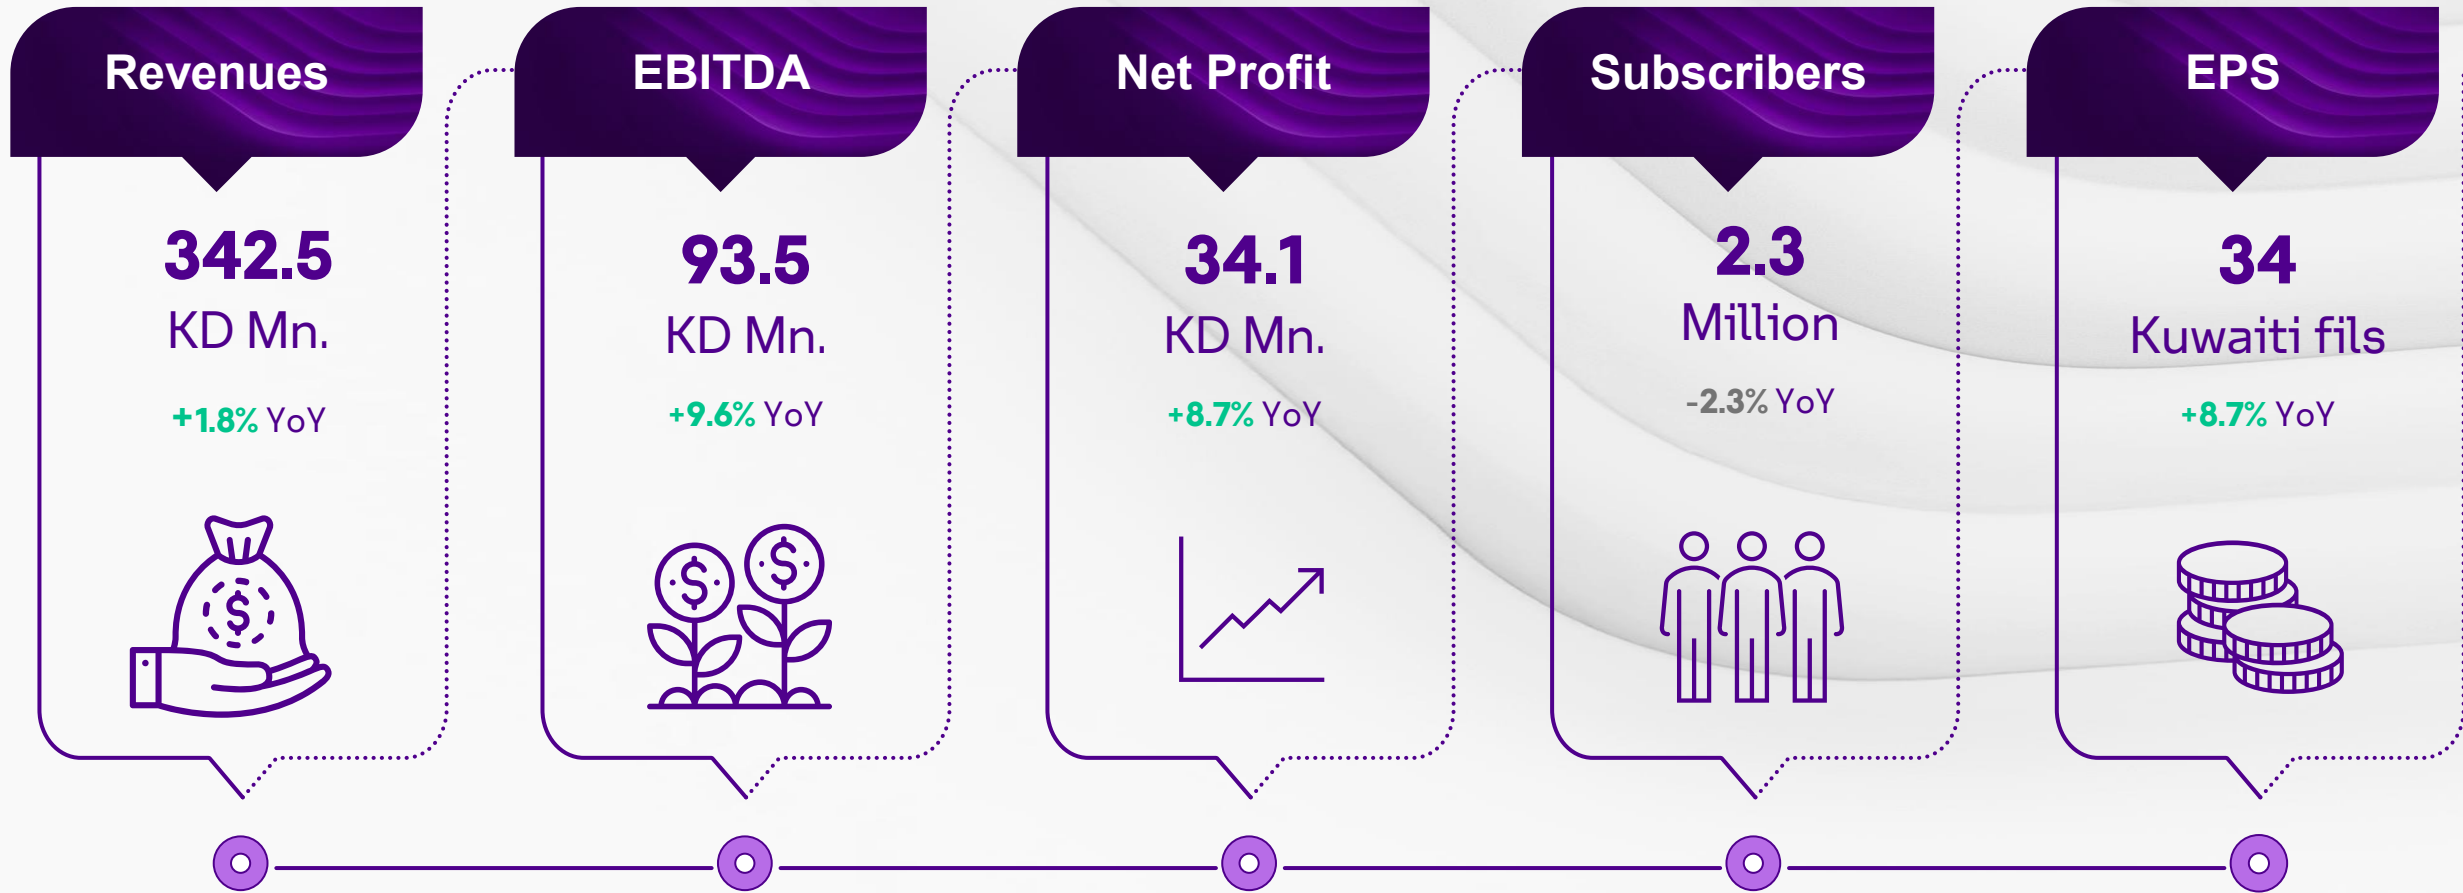 Revenues
342.5
KD Mn.
+1.8% YoY
EBITDA
93.5
KD Mn.
+9.6% YoY
Net Profit
34.1
KD Mn.
+8.7% YoY
Subscribers
2.3
Million
-2.3% YoY
EPS
34
Kuwaiti fils
+8.7% YoY